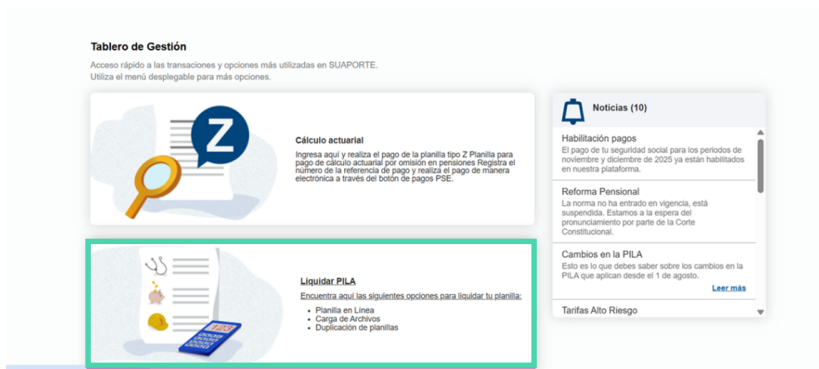 Tablero de Gestión
Acceso rápido a las transacciones y opciones más utilizadas en SUAPORTE.
Utiliza el menú desplegable para más opciones.
Z
Cálculo actuarial
Ingresa aquí y realiza el pago de la planilla tipo Z Planilla para
pago de cálculo actuarial por omisión en pensiones Registra el
número de la referencia de pago y realiza el pago de manera
electrónica a través del botón de pagos PSE.
Liquidar PILA
Encuentra aquí las siguientes opciones para liquidar tu planilla:
• Planilla en Línea
• Carga de Archivos
• Duplicación de planillas
123
Noticias (10)
Habilitación pagos
El pago de tu seguridad social para los periodos de
noviembre y diciembre de 2025 ya están habilitados
en nuestra plataforma.
Reforma Pensional
La norma no ha entrado en vigencia, está
suspendida. Estamos a la espera del
pronunciamiento por parte de la Corte
Constitucional.
Cambios en la PILA
Esto es lo que debes saber sobre los cambios en la
PILA que aplican desde el 1 de agosto.
Leer más
Tarifas Alto Riesgo